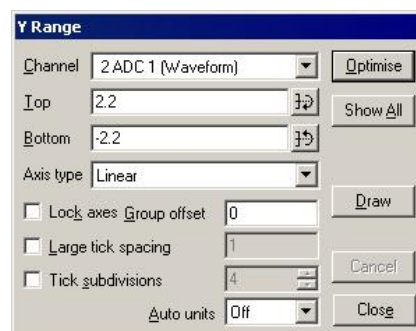 Y Range
Channel 2 ADC 1 (Waveform) Optimise
Top 2.2 Show All
Bottom -2.2
Axis type Linear
Lock axes Group offset 0 Draw
Large tick spacing 1
Tick subdivisions 4 Cancel
Auto units Off Close